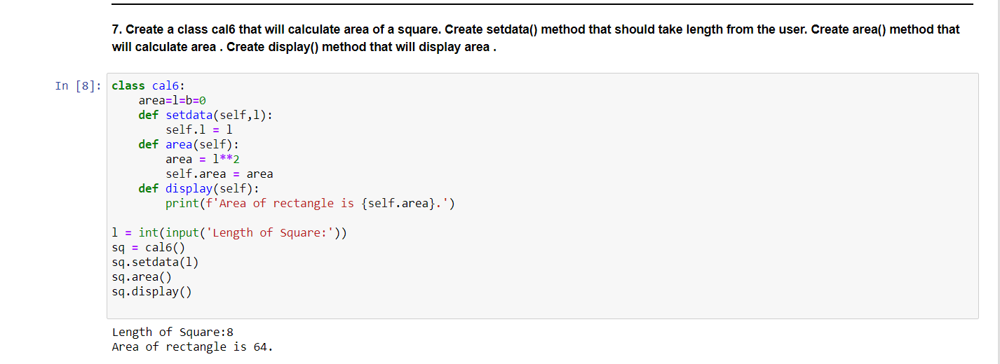 7. Create a class cal6 that will calculate area of a square. Create setdata() method that should take length from the user. Create area() method that
will calculate area . Create display() method that will display area .
In [8]: class cal6:
    area=l=b=0
    def setdata(self,l):
        self.l = l
    def area(self):
        area = l**2
        self.area = area
    def display(self):
        print(f'Area of rectangle is {self.area}.')
l = int(input('Length of Square:'))
sq = cal6()
sq.setdata(l)
sq.area()
sq.display()
Length of Square:8
Area of rectangle is 64.